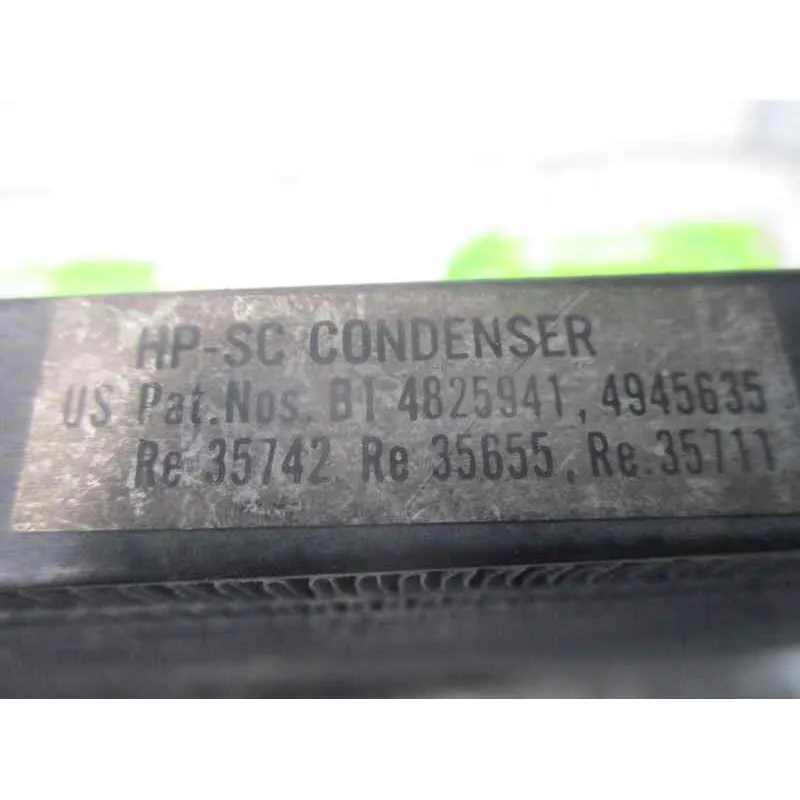 HP-SC CONDENSER
US Pat.Nos. B1 4825941, 4945635
Re 35742 Re 35655, Re.35711